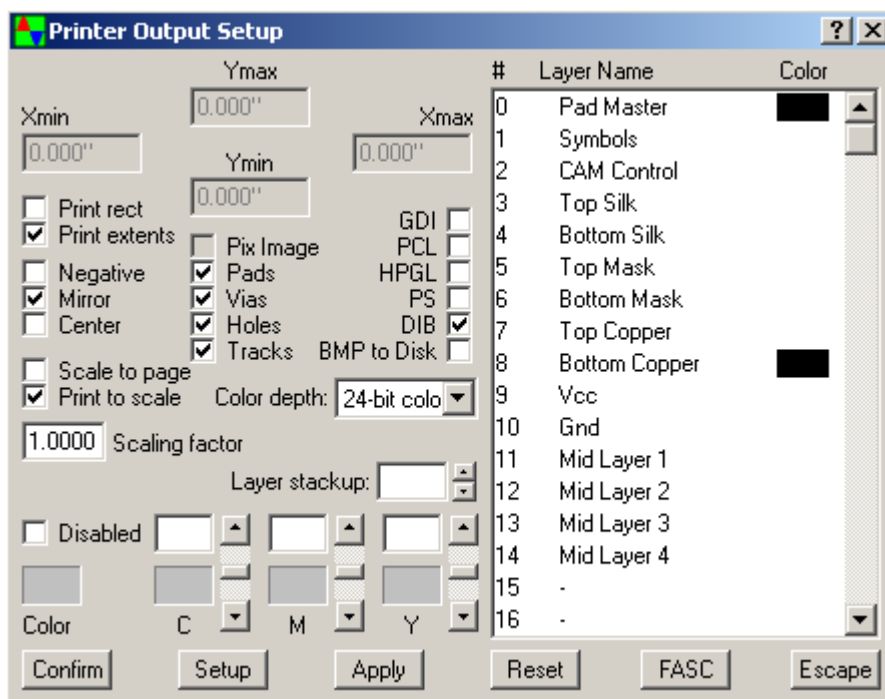 Printer Output Setup
?
Ymax
0.000"
Xmin
0.000"
Xmax
0.000"
Ymin
0.000"
Print rect
Print extents
Negative
Mirror
Center
Scale to page
Print to scale
1.0000 Scaling factor
Pix Image
Pads
Vias
Holes
Tracks
GDI
PCL
HPGL
PS
DIB
BMP to Disk
Color depth: 24-bit colo
Layer stackup:
Disabled
Color C M Y
# Layer Name Color
0 Pad Master
1 Symbols
2 CAM Control
3 Top Silk
4 Bottom Silk
5 Top Mask
6 Bottom Mask
7 Top Copper
8 Bottom Copper
9 Vcc
10 Gnd
11 Mid Layer 1
12 Mid Layer 2
13 Mid Layer 3
14 Mid Layer 4
15 -
16 -
Confirm Setup Apply Reset FASC Escape